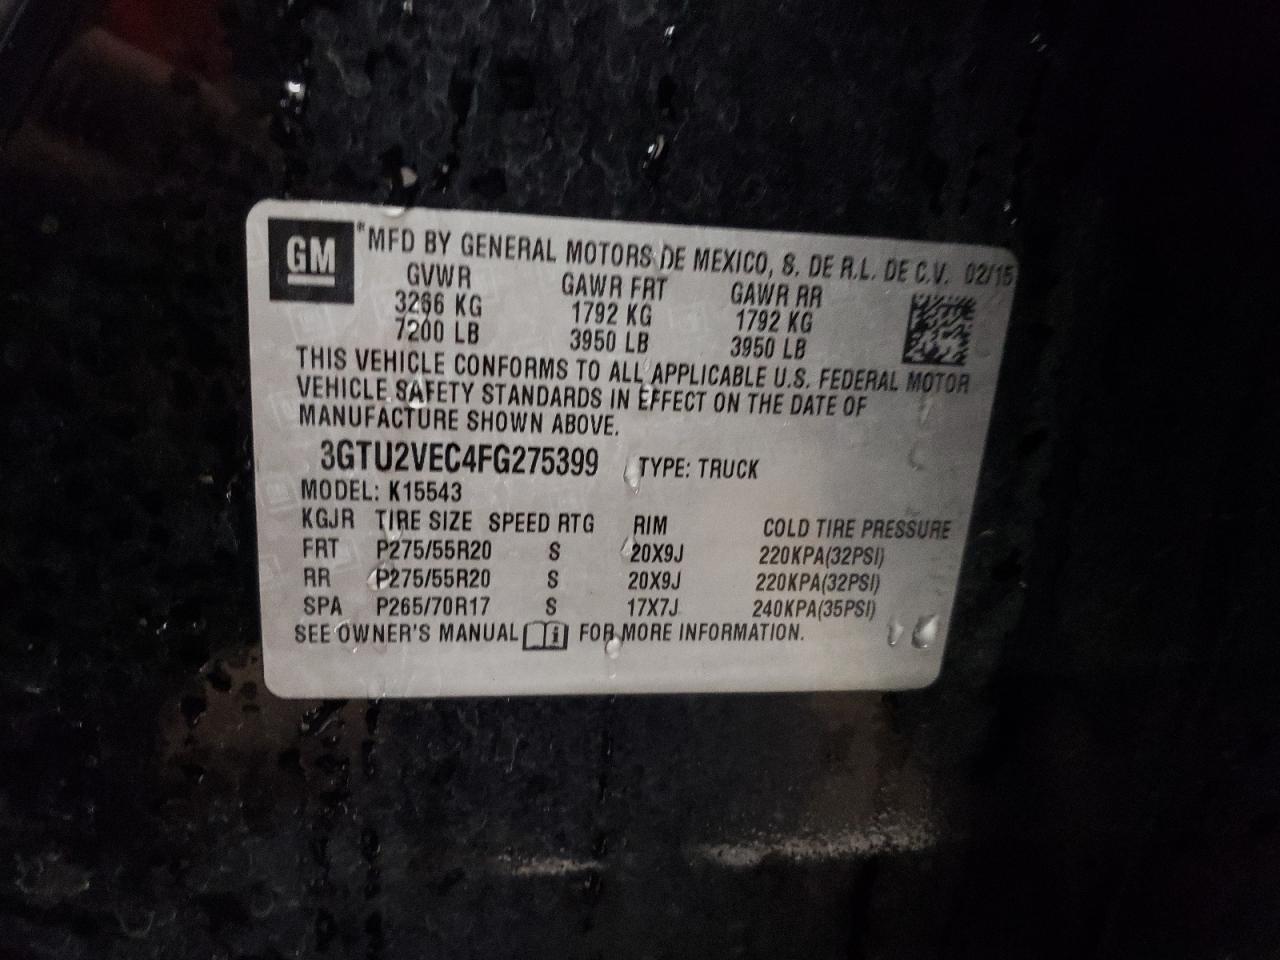 GM *MFD BY GENERAL MOTORS DE MEXICO, S. DE R.L. DE C.V. 02/15
GVWR GAWR FRT GAWR RR
3266 KG 1792 KG 1792 KG
7200 LB 3950 LB 3950 LB
THIS VEHICLE CONFORMS TO ALL APPLICABLE U.S. FEDERAL MOTOR
VEHICLE SAFETY STANDARDS IN EFFECT ON THE DATE OF
MANUFACTURE SHOWN ABOVE.
3GTU2VEC4FG275399 TYPE: TRUCK
MODEL: K15543
KGJR TIRE SIZE SPEED RTG RIM COLD TIRE PRESSURE
FRT P275/55R20 S 20X9J 220KPA(32PSI)
RR P275/55R20 S 20X9J 220KPA(32PSI)
SPA P265/70R17 S 17X7J 240KPA(35PSI)
SEE OWNER'S MANUAL i FOR MORE INFORMATION.